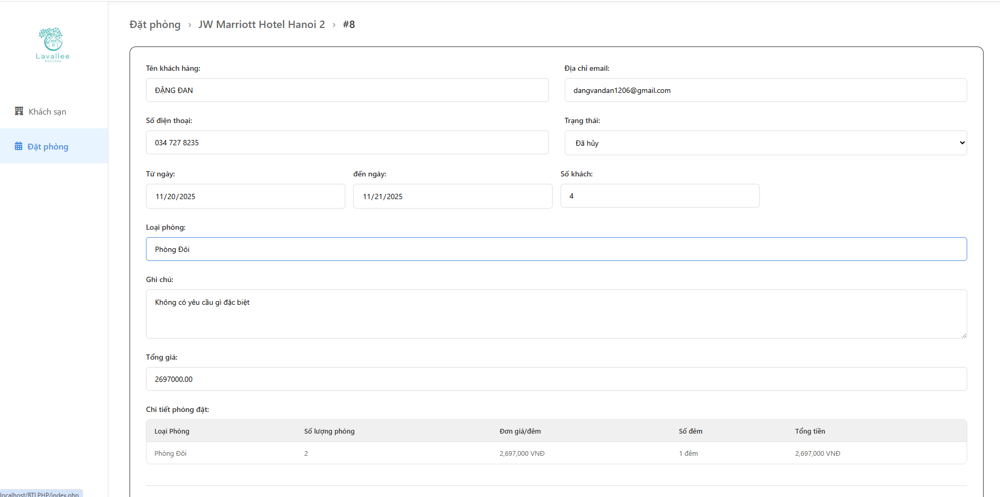 Đặt phòng › JW Marriott Hotel Hanoi 2 › #8
Lavallee
MOCCHAU
Khách sạn
Đặt phòng
Tên khách hàng: Địa chỉ email:
ĐẶNG ĐAN dangvandan1206@gmail.com
Số điện thoại: Trạng thái:
034 727 8235 Đã hủy
Từ ngày: đến ngày: Số khách:
11/20/2025 11/21/2025 4
Loại phòng:
Phòng Đôi
Ghi chú:
Không có yêu cầu gì đặc biệt
Tổng giá:
2697000.00
Chi tiết phòng đặt:
Loại Phòng Số lượng phòng Đơn giá/đêm Số đêm Tổng tiền
Phòng Đôi 2 2,697,000 VNĐ 1 đêm 2,697,000 VNĐ
localhost/BTLPHP/index.php